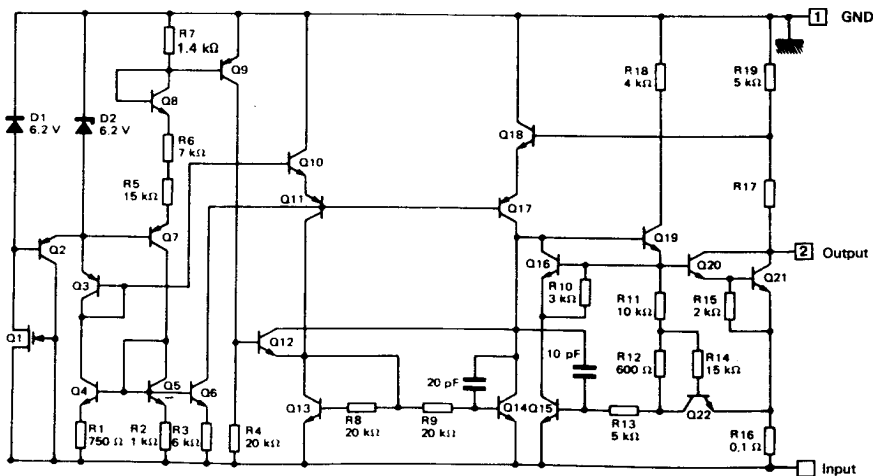 1 GND
R7
1.4 kΩ
Q9
R18
4 kΩ
R19
5 kΩ
Q8
D1
6.2 V
D2
6.2 V
Q18
R6
7 kΩ
Q10
R5
15 kΩ
R17
Q11
Q17
Q2
Q7
Q19
2 Output
Q16
Q20
Q21
Q3
R10
3 kΩ
R11
10 kΩ
R15
2 kΩ
Q1
Q12
10 pF
R12
600 Ω
R14
15 kΩ
20 pF
Q4
Q5
Q6
Q13
R8
20 kΩ
R9
20 kΩ
Q14
Q15
R13
5 kΩ
Q22
R1
750 Ω
R2
1 kΩ
R3
6 kΩ
R4
20 kΩ
R16
0,1 Ω
Input